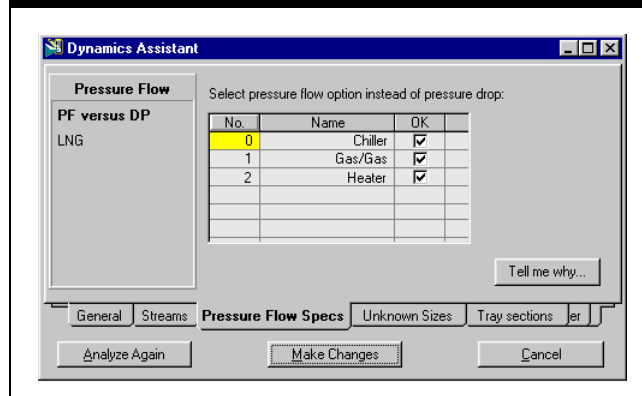 Dynamics Assistant
Pressure Flow
PF versus DP
LNG
Select pressure flow option instead of pressure drop:
No. Name OK
0 Chiller
1 Gas/Gas
2 Heater
Tell me why...
General Streams Pressure Flow Specs Unknown Sizes Tray sections er
Analyze Again Make Changes Cancel